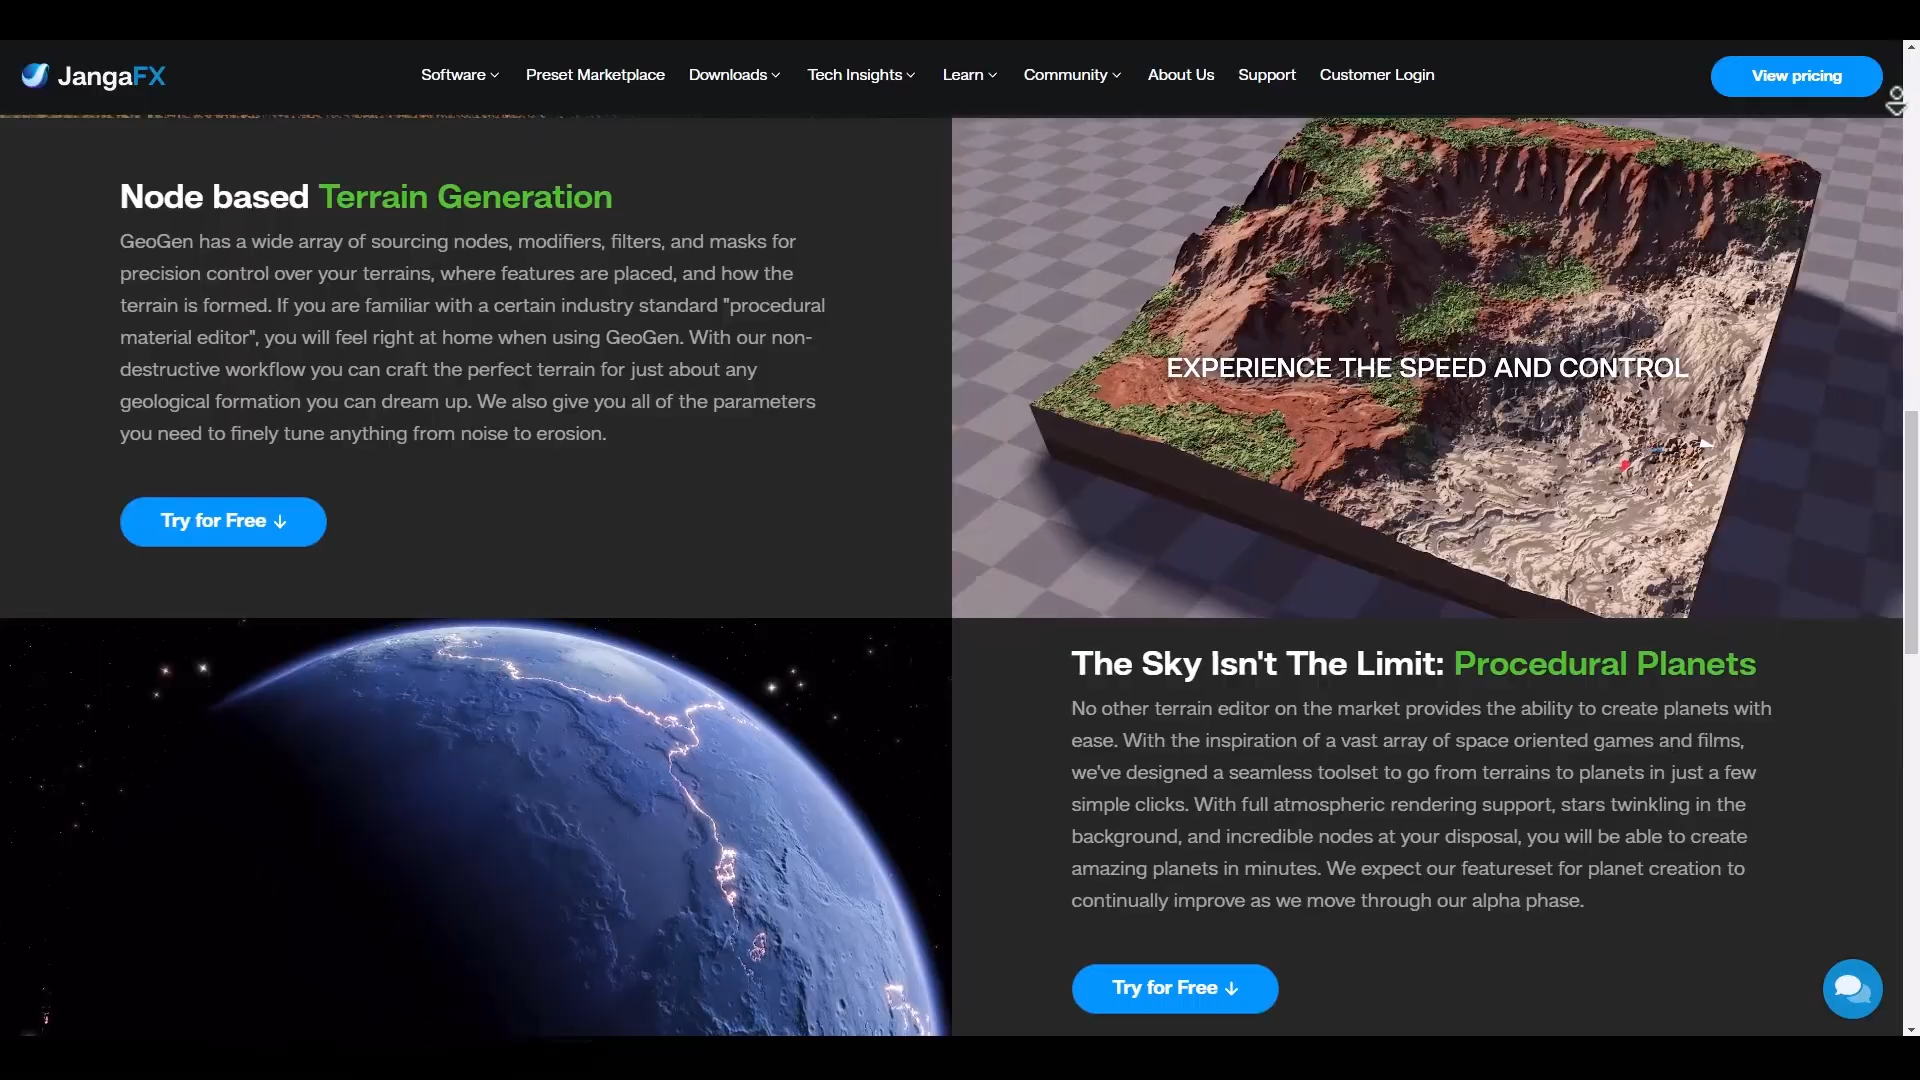 JangaFX
Software
Preset Marketplace
Downloads
Tech Insights
Learn
Community
About Us
Support
Customer Login
View pricing
Node based Terrain Generation
GeoGen has a wide array of sourcing nodes, modifiers, filters, and masks for
precision control over your terrains, where features are placed, and how the
terrain is formed. If you are familiar with a certain industry standard "procedural
material editor", you will feel right at home when using GeoGen. With our non-
destructive workflow you can craft the perfect terrain for just about any
geological formation you can dream up. We also give you all of the parameters
you need to finely tune anything from noise to erosion.
Try for Free ↓
EXPERIENCE THE SPEED AND CONTROL
The Sky Isn't The Limit: Procedural Planets
No other terrain editor on the market provides the ability to create planets with
ease. With the inspiration of a vast array of space oriented games and films,
we've designed a seamless toolset to go from terrains to planets in just a few
simple clicks. With full atmospheric rendering support, stars twinkling in the
background, and incredible nodes at your disposal, you will be able to create
amazing planets in minutes. We expect our featureset for planet creation to
continually improve as we move through our alpha phase.
Try for Free ↓